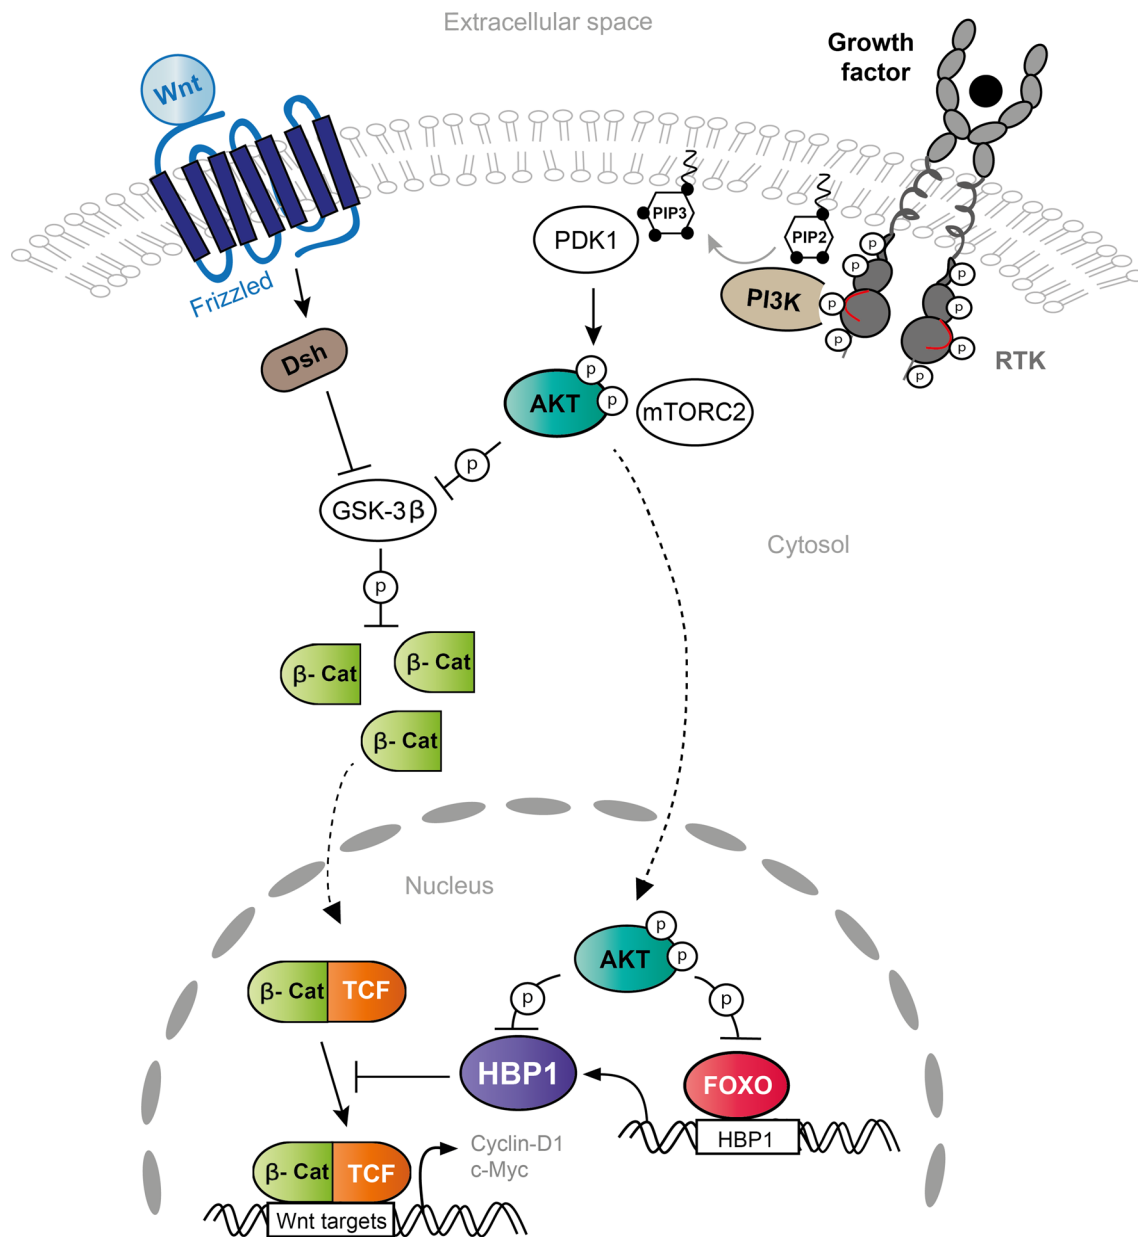 Extracellular space
Growth
factor
Wnt
Frizzled
PIP3
PDK1
PIP2
PI3K
p
p
p
p
p
p
p
p
RTK
Dsh
p
p
AKT
mTORC2
p
GSK-3β
Cytosol
p
β- Cat
β- Cat
β- Cat
Nucleus
p
p
AKT
β- Cat TCF
p
p
HBP1
FOXO
HBP1
Cyclin-D1
c-Myc
β- Cat TCF
Wnt targets